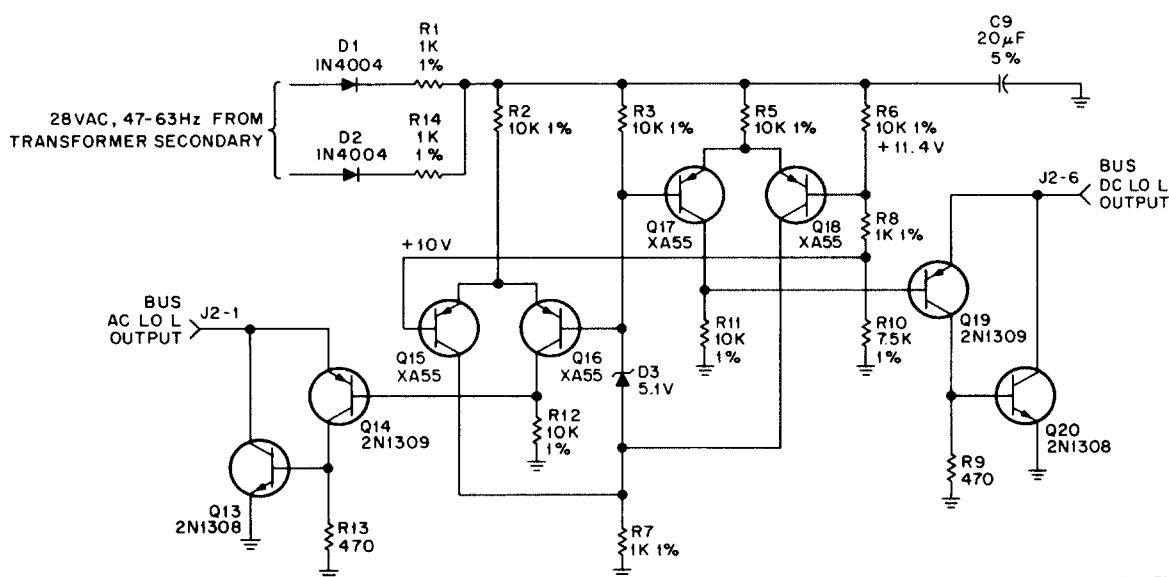 C9
20µF
5%
D1
IN4004
R1
1K
1%
28VAC, 47-63Hz FROM
TRANSFORMER SECONDARY
D2
IN4004
R14
1K
1%
R2
10K 1%
R3
10K 1%
R5
10K 1%
R6
10K 1%
+11.4V
J2-6
BUS
DC LO L
OUTPUT
Q17
XA55
Q18
XA55
R8
1K 1%
+10V
BUS
AC LO L
OUTPUT
J2-1
Q15
XA55
Q16
XA55
R11
10K
1%
R10
7.5K
1%
Q19
2N1309
D3
5.1V
Q14
2N1309
R12
10K
1%
Q20
2N1308
R9
470
Q13
2N1308
R13
470
R7
1K 1%